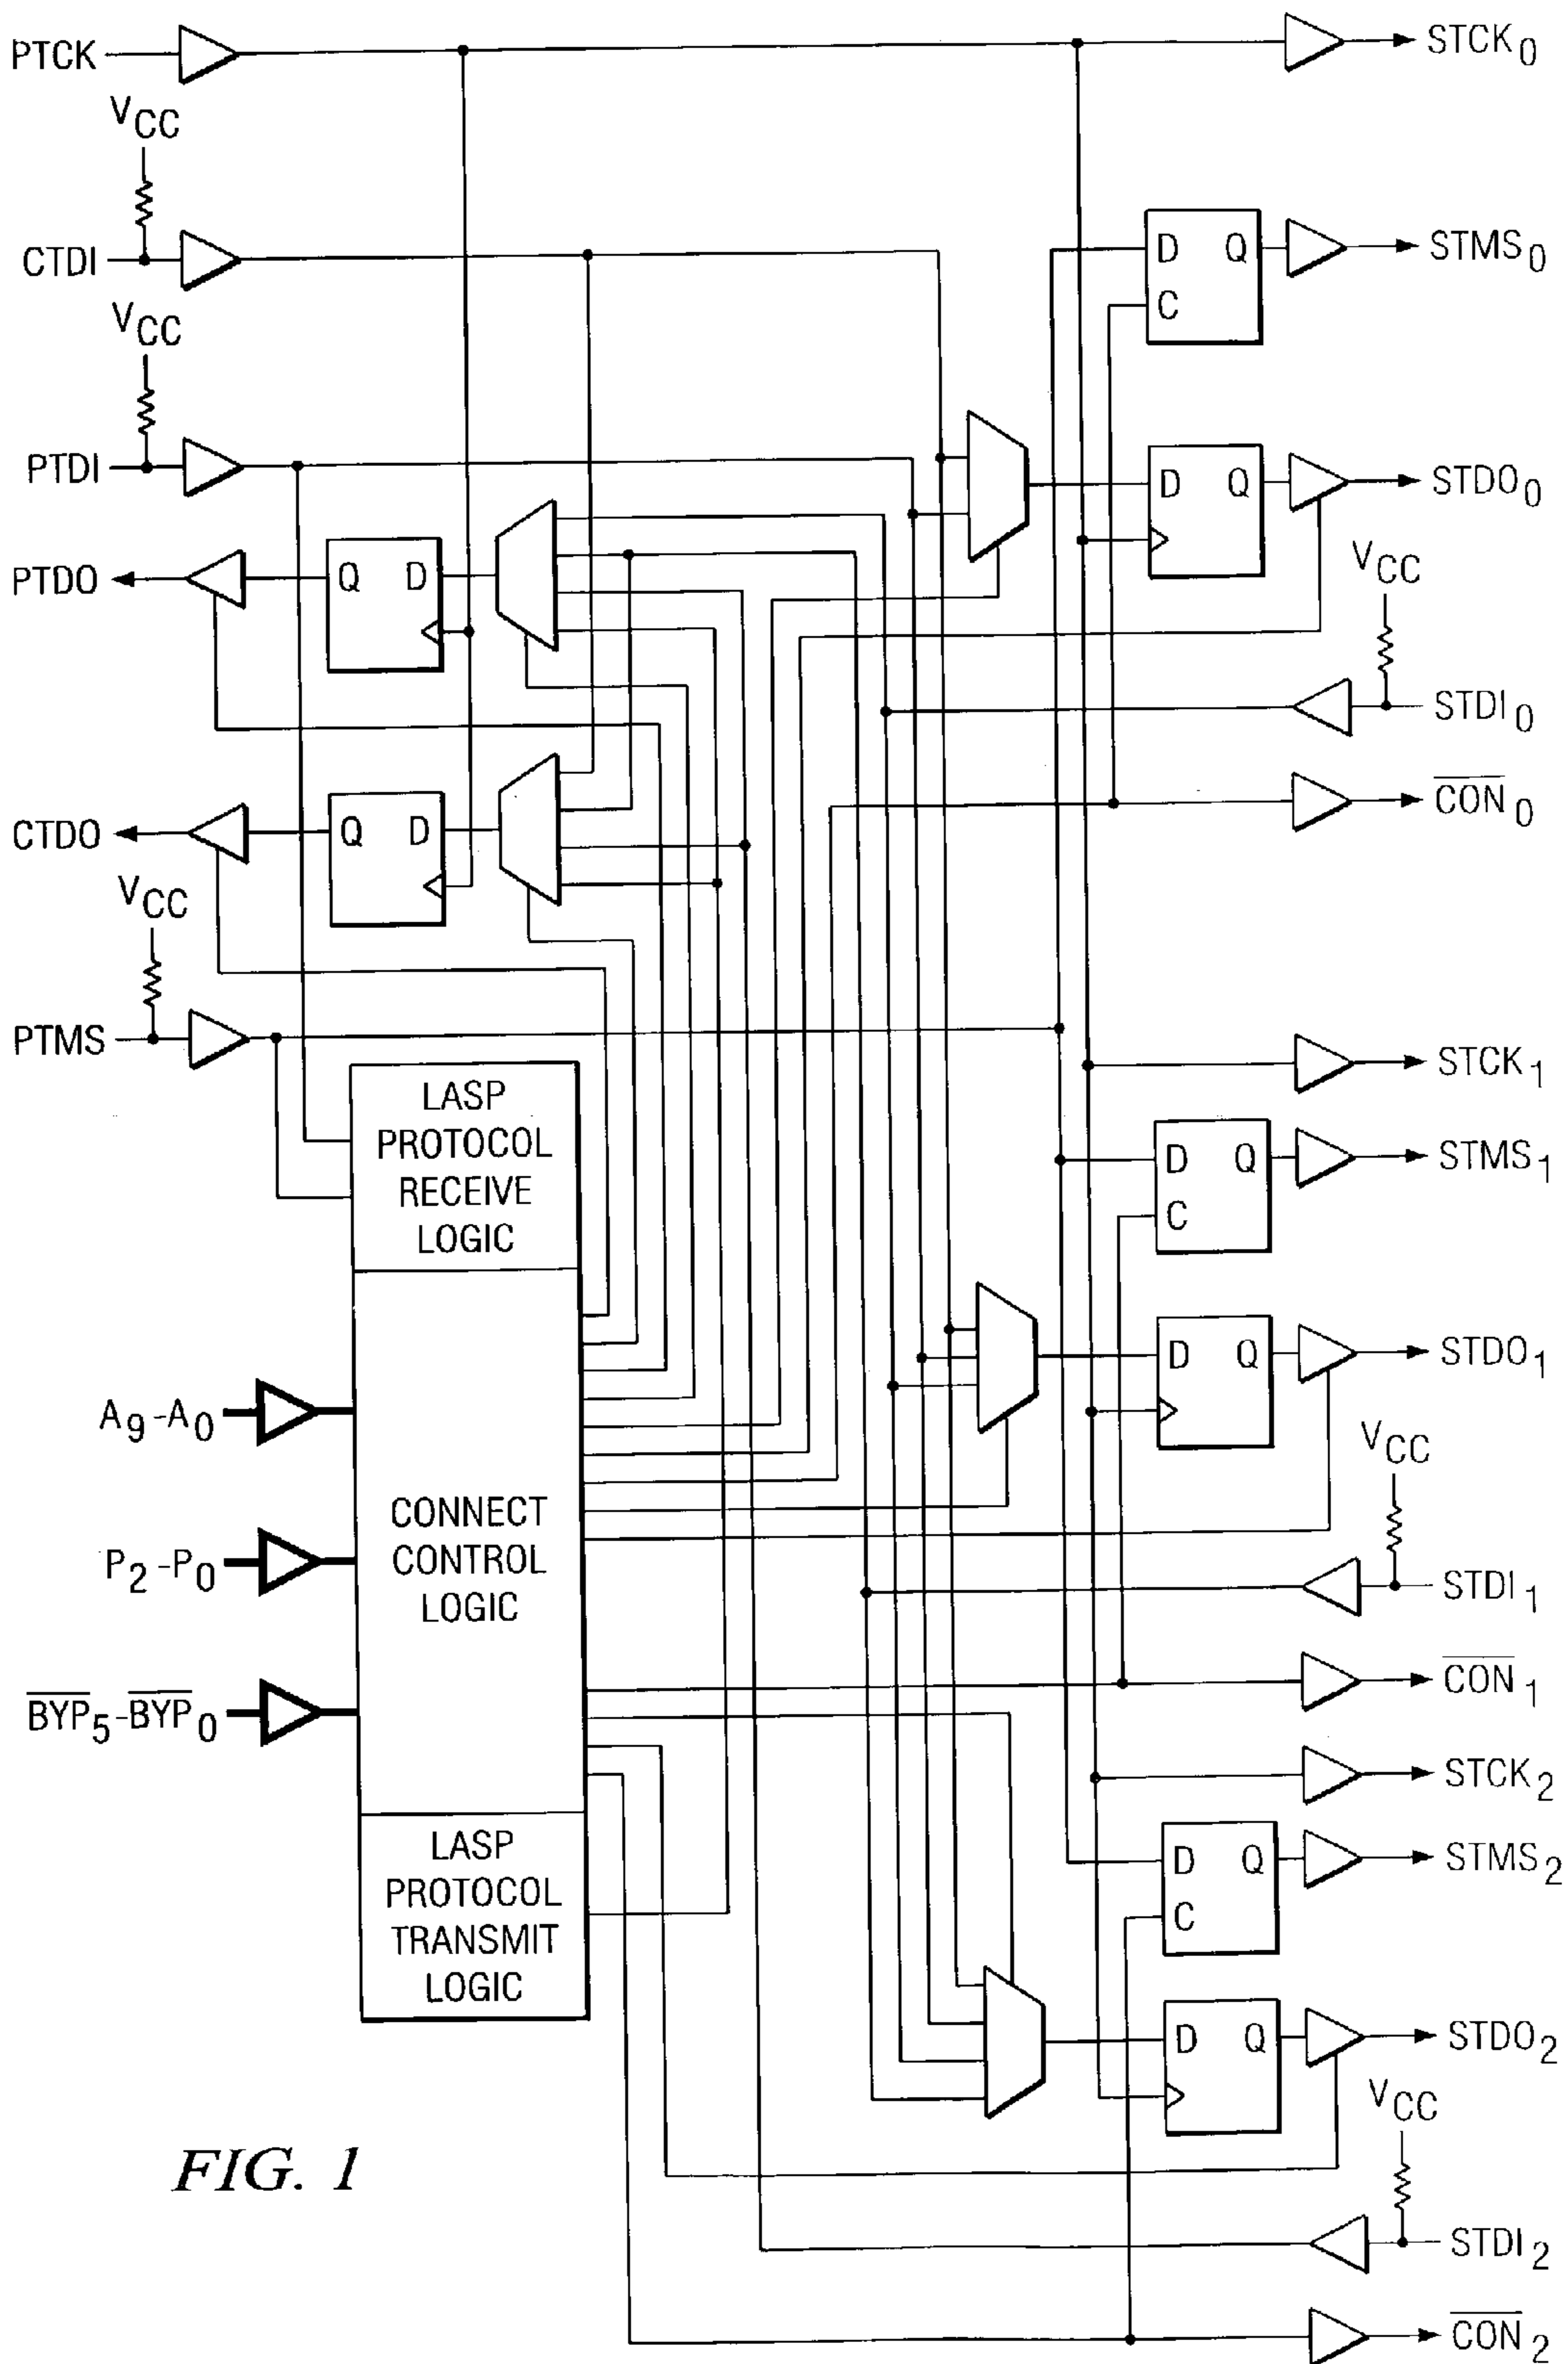 PTCK
STCK0
VCC
CTDI
D Q
C
STMS0
VCC
PTDI
D Q
STDO0
PTDO
Q D
VCC
STDI0
CTDO
Q D
CON0
VCC
PTMS
STCK1
LASP
PROTOCOL
RECEIVE
LOGIC
D Q
C
STMS1
D Q
STDO1
A9-A0
VCC
CONNECT
CONTROL
LOGIC
P2-P0
STDI1
BYP5-BYP0
CON1
STCK2
LASP
PROTOCOL
TRANSMIT
LOGIC
D Q
C
STMS2
D Q
STDO2
VCC
FIG. 1
STDI2
CON2